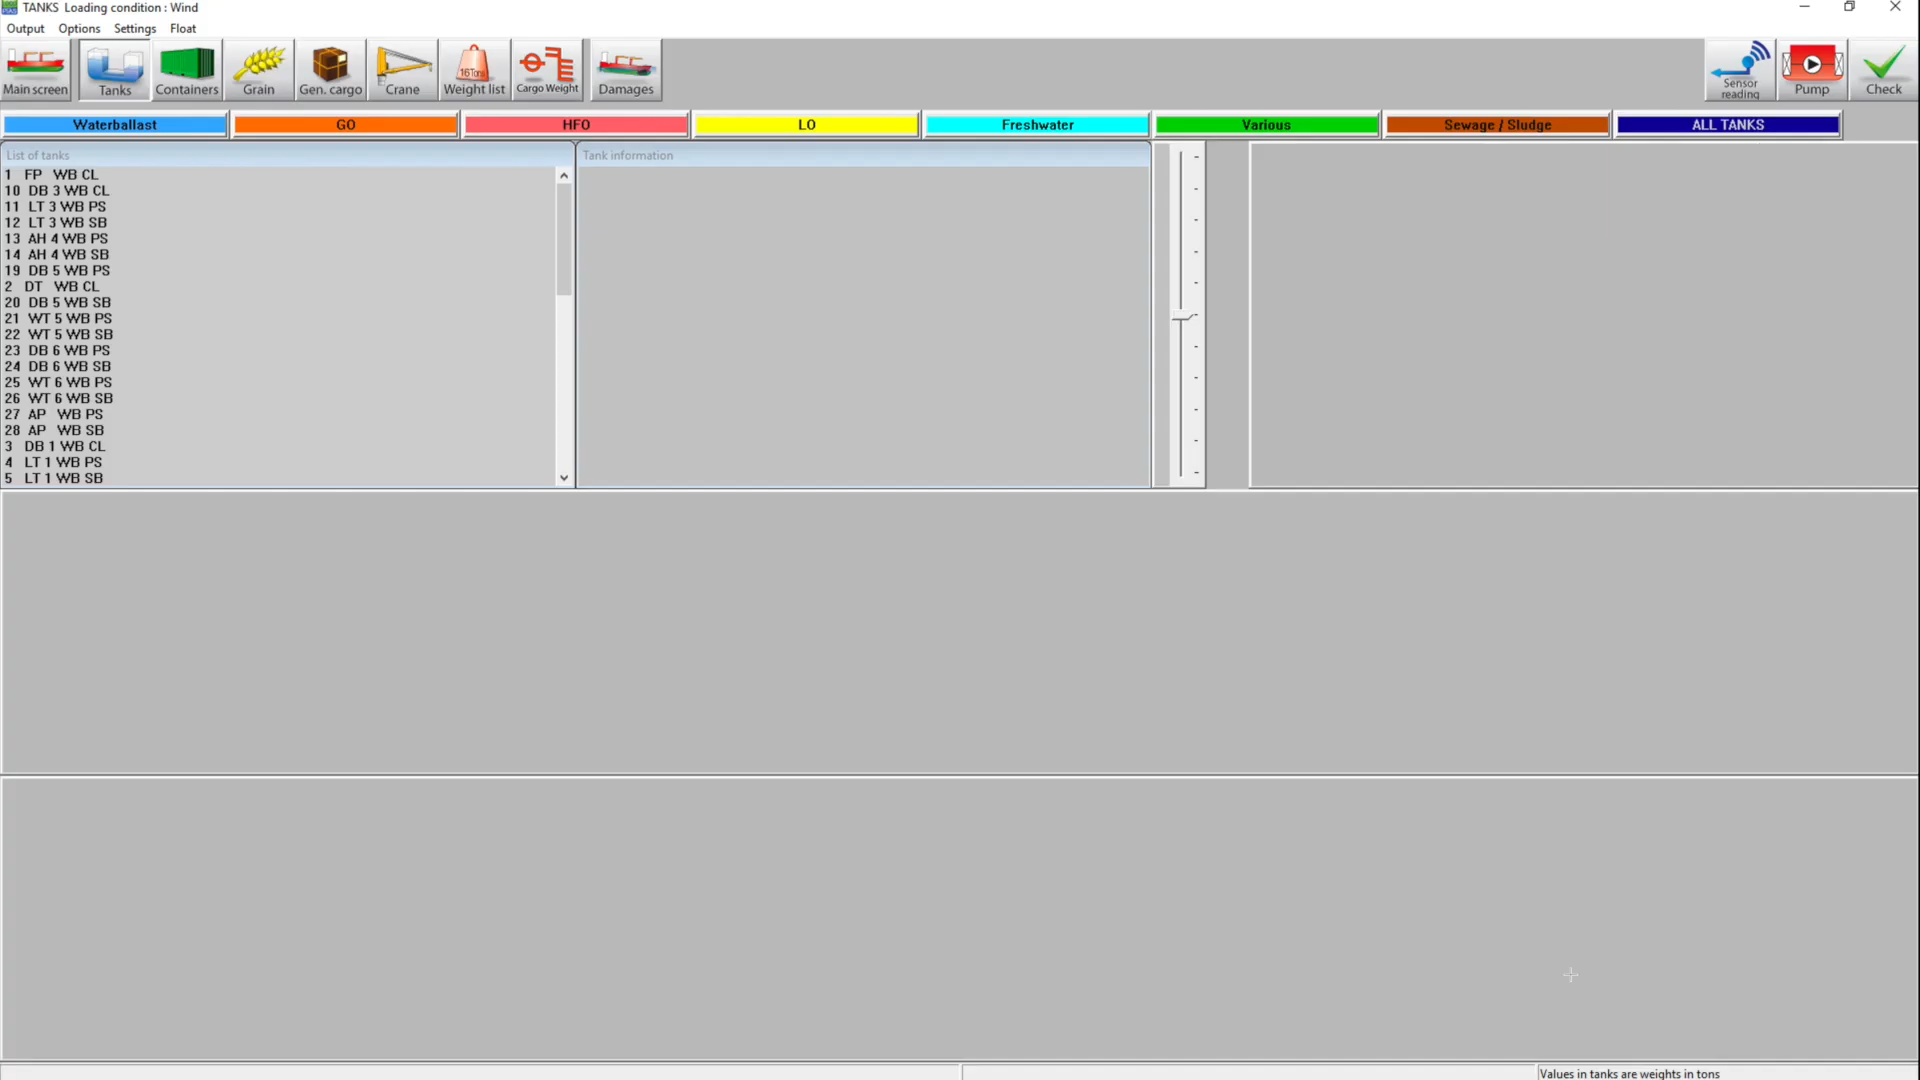 TANKS Loading condition : Wind
Output Options Settings Float
Main screen Tanks Containers Grain Gen. cargo Crane 16Tons Weight list Cargo Weight Damages Sensor reading Pump Check
Waterballast GO HFO LO Freshwater Various Sewage / Sludge ALL TANKS
List of tanks Tank information
1 FP WB CL
10 DB 3 WB CL
11 LT 3 WB PS
12 LT 3 WB SB
13 AH 4 WB PS
14 AH 4 WB SB
19 DB 5 WB PS
2 DT WB CL
20 DB 5 WB SB
21 WT 5 WB PS
22 WT 5 WB SB
23 DB 6 WB PS
24 DB 6 WB SB
25 WT 6 WB PS
26 WT 6 WB SB
27 AP WB PS
28 AP WB SB
3 DB 1 WB CL
4 LT 1 WB PS
5 LT 1 WB SB
Values in tanks are weights in tons